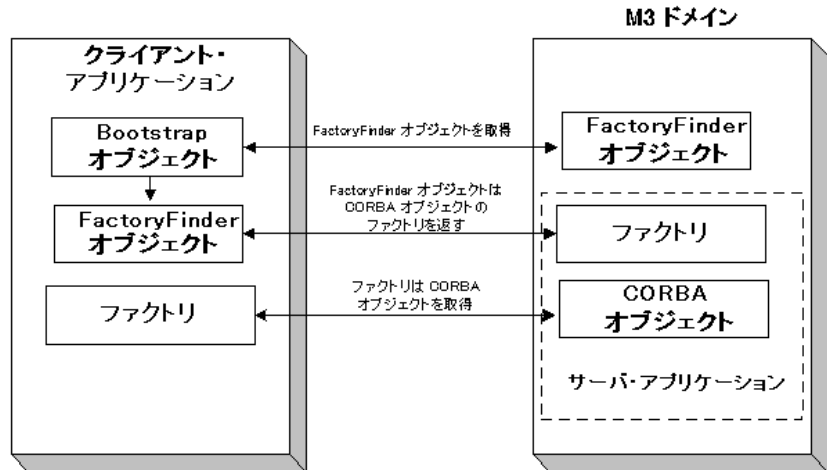 M3 ドメイン
クライアント・
アプリケーション
Bootstrap
オブジェクト
FactoryFinder オブジェクトを取得
FactoryFinder
オブジェクト
FactoryFinder オブジェクトは
CORBA オブジェクトの
ファクトリを返す
FactoryFinder
オブジェクト
ファクトリ
ファクトリは CORBA
オブジェクトを取得
ファクトリ
CORBA
オブジェクト
サーバ・アプリケーション